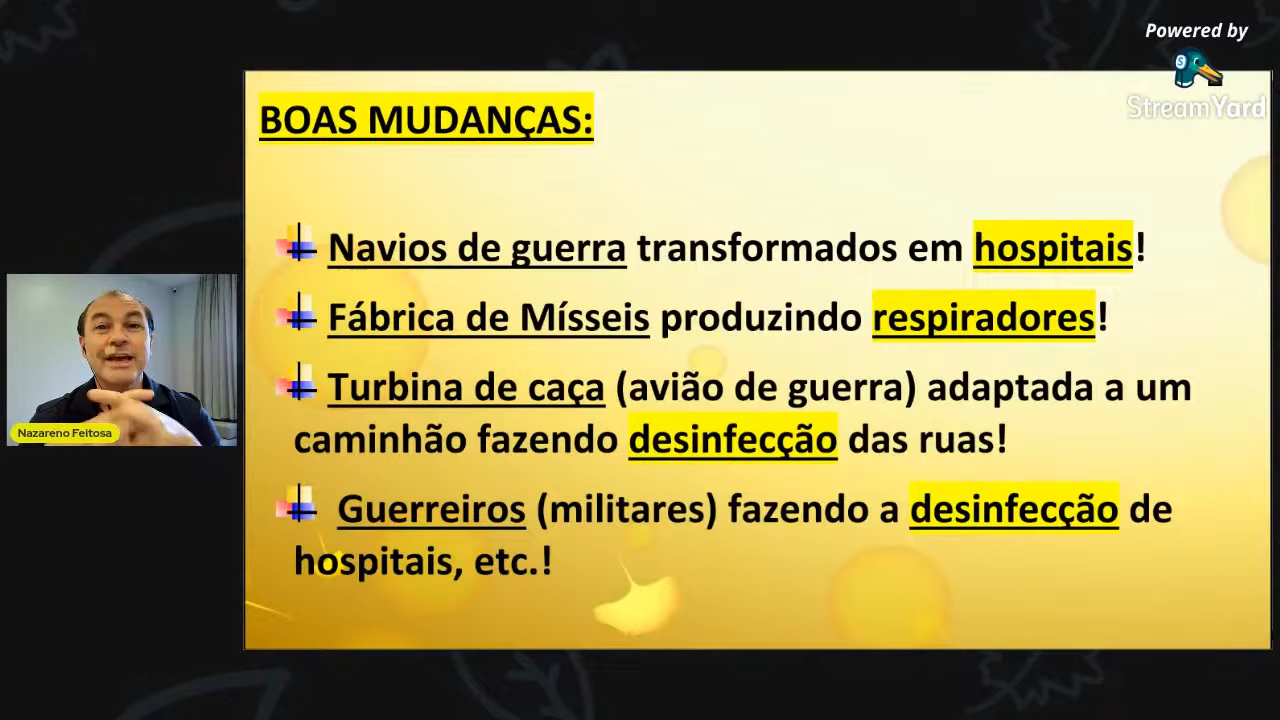 Powered by
StreamYard
BOAS MUDANÇAS:
Navios de guerra transformados em hospitais!
Fábrica de Mísseis produzindo respiradores!
Turbina de caça (avião de guerra) adaptada a um
caminhão fazendo desinfecção das ruas!
Guerreiros (militares) fazendo a desinfecção de
hospitais, etc.!
Nazareno Feitosa